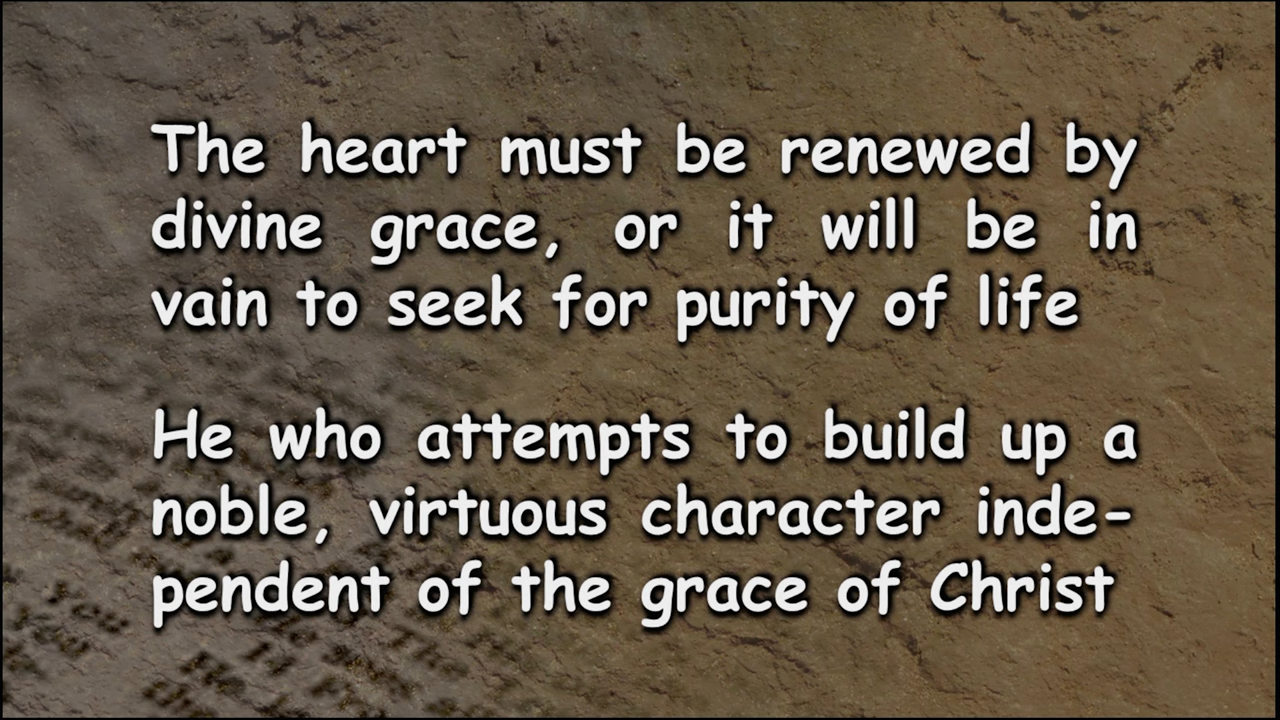 The heart must be renewed by
divine grace, or it will be in
vain to seek for purity of life
He who attempts to build up a
noble, virtuous character inde-
pendent of the grace of Christ